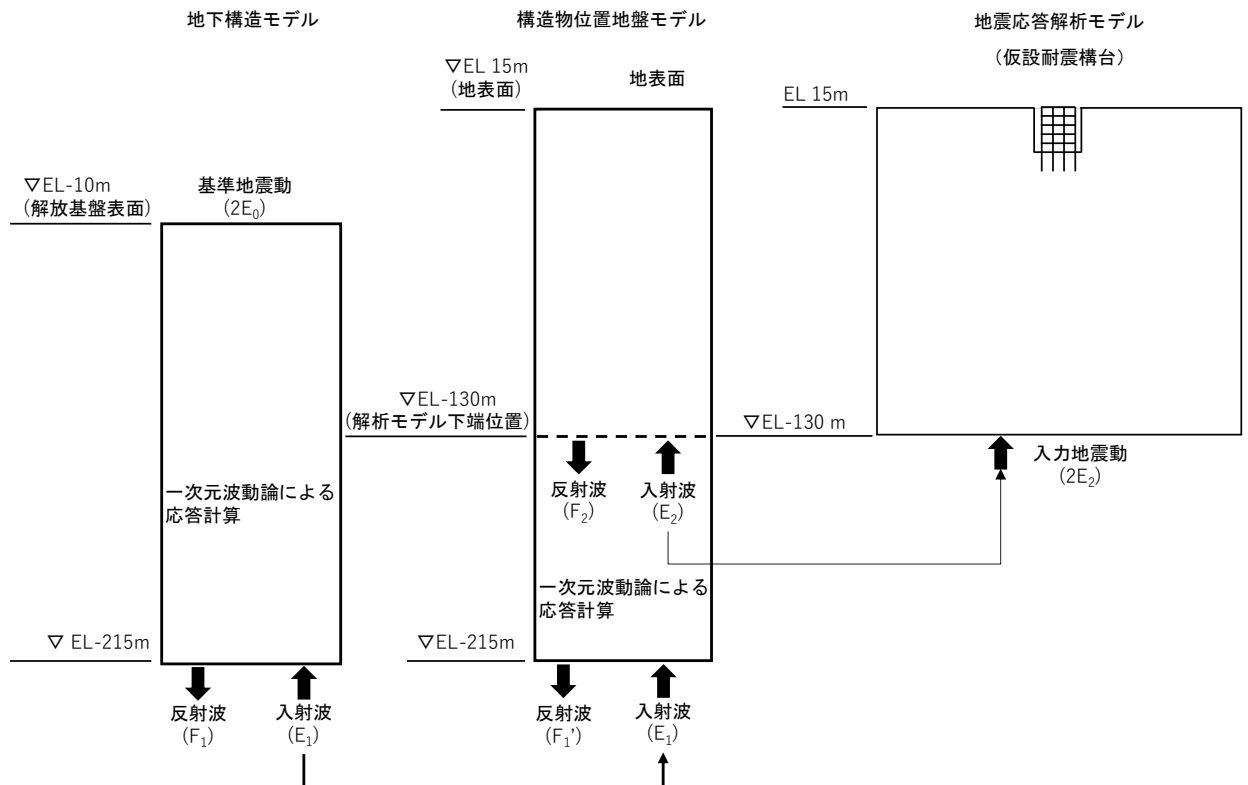 地下構造モデル
構造物位置地盤モデル
地震応答解析モデル
（仮設耐震構台）
▽EL 15m
(地表面)
地表面
EL 15m
▽EL-10m
(解放基盤表面)
基準地震動
(2E₀)
▽EL-130m
(解析モデル下端位置)
▽EL-130 m
反射波
(F₂)
入射波
(E₂)
入力地震動
(2E₂)
一次元波動論による
応答計算
一次元波動論による
応答計算
▽ EL-215m
▽EL-215m
反射波
(F₁)
入射波
(E₁)
反射波
(F₁')
入射波
(E₁)